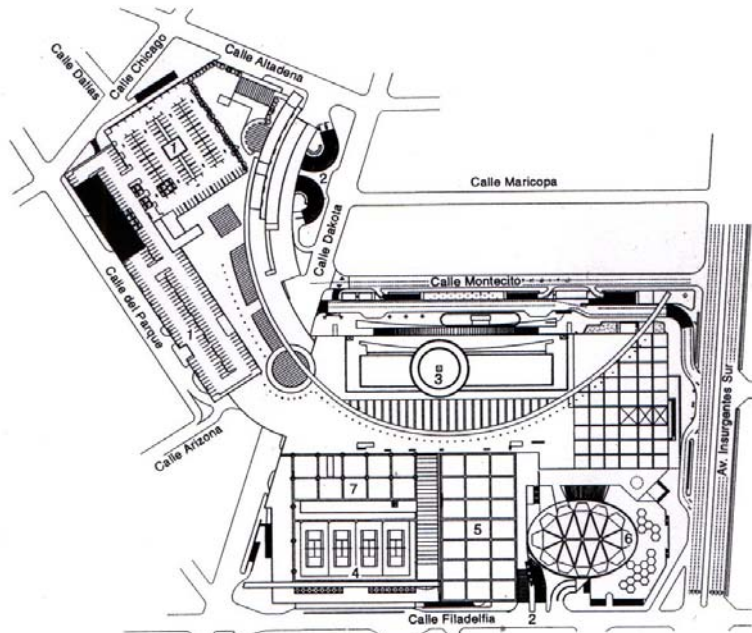 Calle Dallas
Calle Chicago
Calle Altadena
7
2
Calle Maricopa
Calle Dakota
Calle Montecito
Calle del Parque
1
3
Av. Insurgentes Sur
Calle Arizona
7
5
6
4
2
Calle Filadelfia